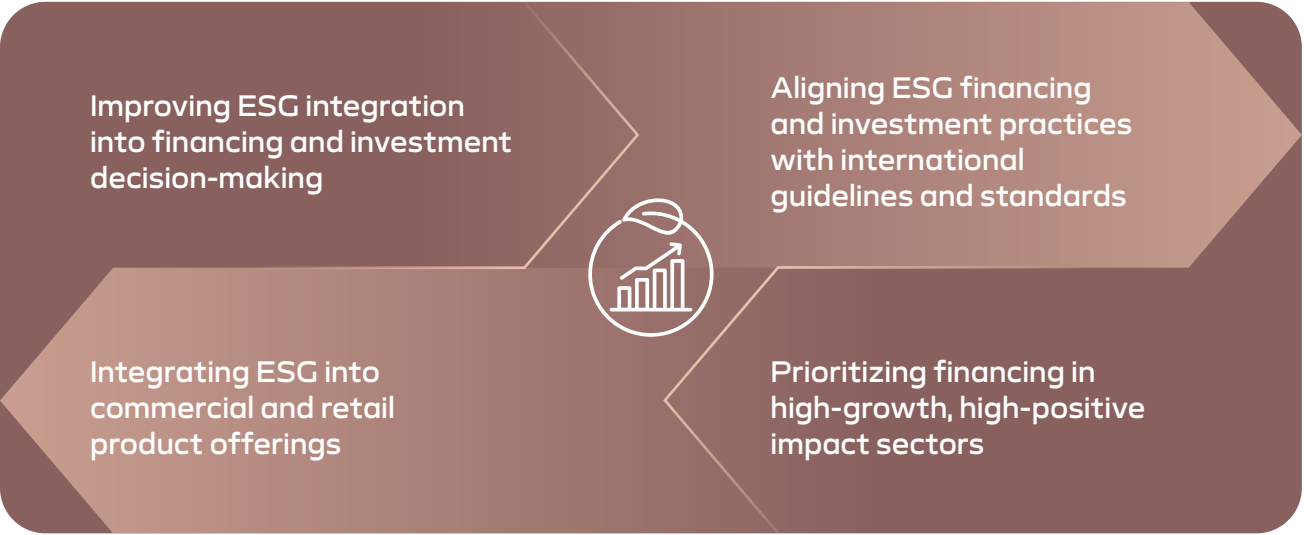 Improving ESG integration
into financing and investment
decision-making
Aligning ESG financing
and investment practices
with international
guidelines and standards
Integrating ESG into
commercial and retail
product offerings
Prioritizing financing in
high-growth, high-positive
impact sectors